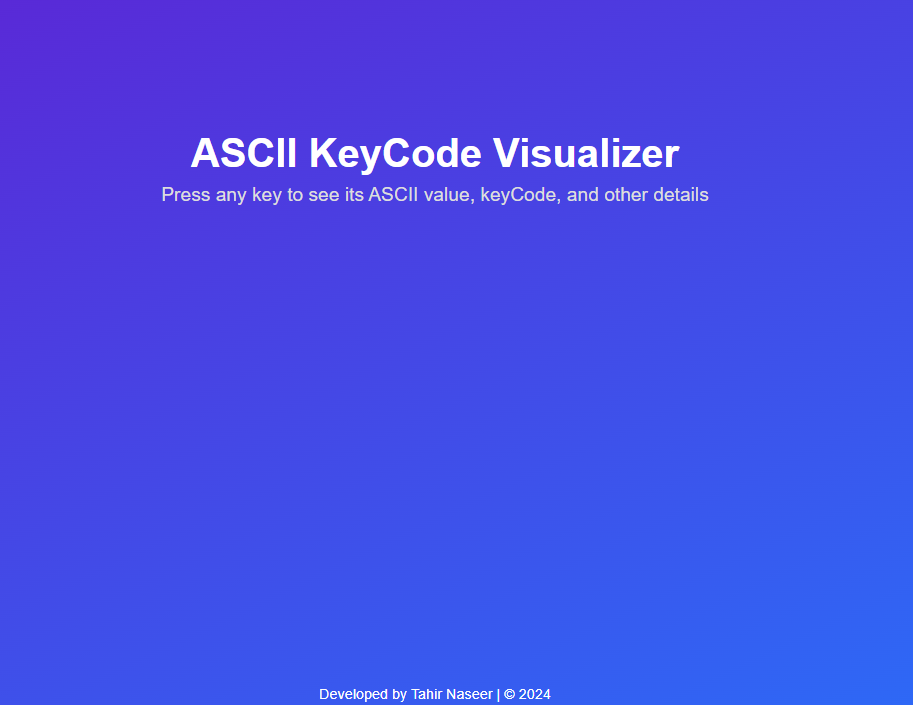 ASCII KeyCode Visualizer
Press any key to see its ASCII value, keyCode, and other details
Developed by Tahir Naseer | © 2024